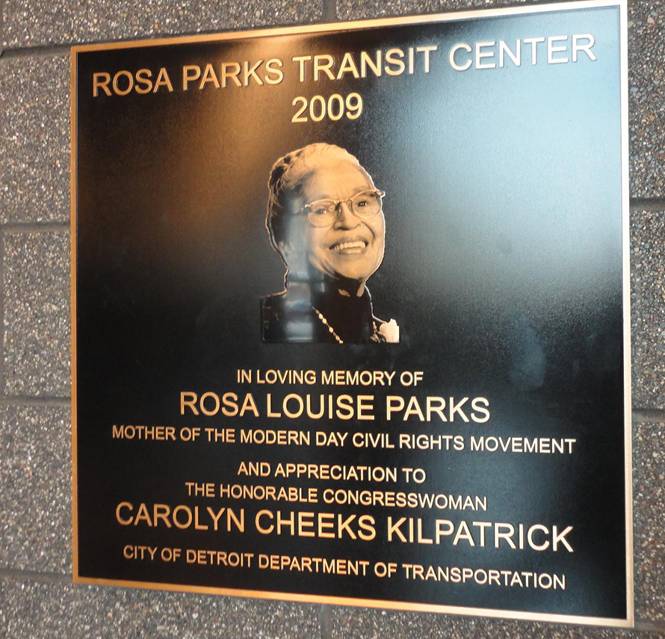 ROSA PARKS TRANSIT CENTER
2009
IN LOVING MEMORY OF
ROSA LOUISE PARKS
MOTHER OF THE MODERN DAY CIVIL RIGHTS MOVEMENT
AND APPRECIATION TO
THE HONORABLE CONGRESSWOMAN
CAROLYN CHEEKS KILPATRICK
CITY OF DETROIT DEPARTMENT OF TRANSPORTATION